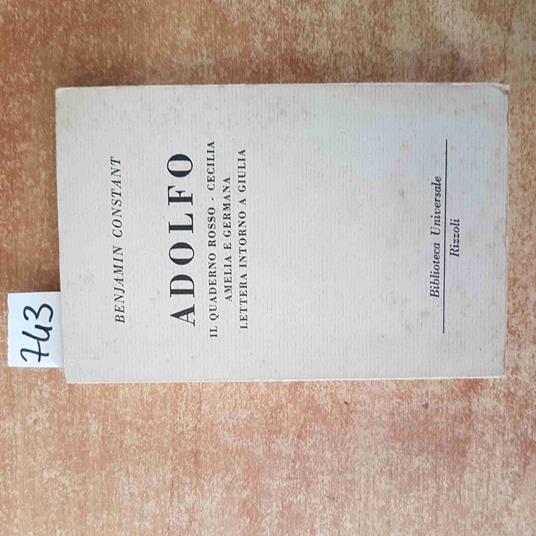 BENJAMIN CONSTANT
ADOLFO
IL QUADERNO ROSSO - CECILIA
AMELIA E GERMANA
LETTERA INTORNO A GIULIA
Biblioteca Universale
Rizzoli
743